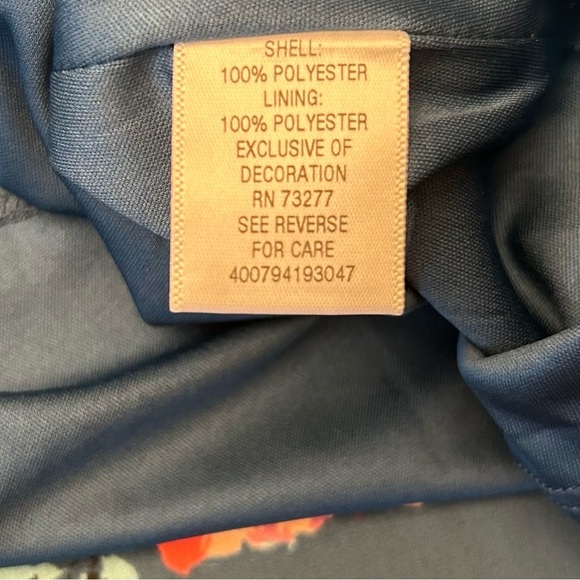 SHELL:
100% POLYESTER
LINING:
100% POLYESTER
EXCLUSIVE OF
DECORATION
RN 73277
SEE REVERSE
FOR CARE
400794193047